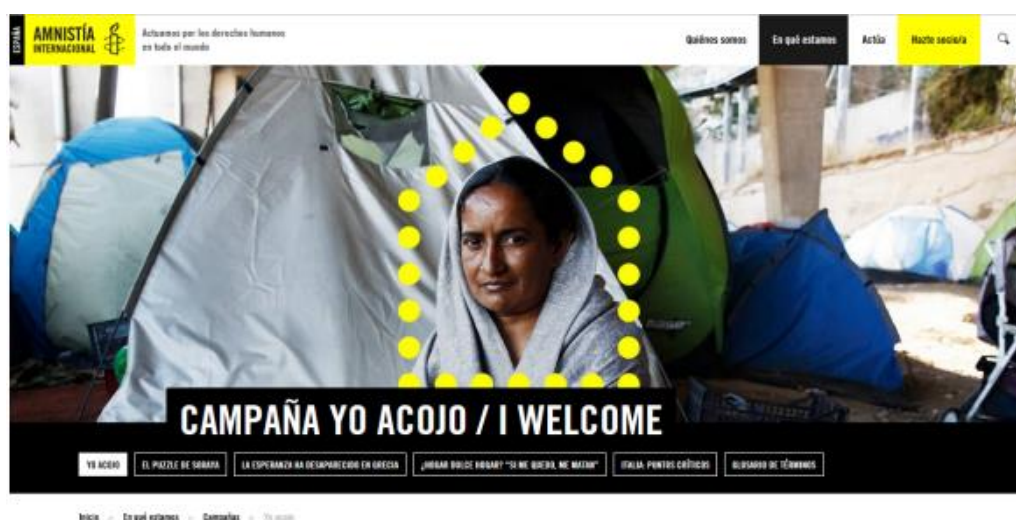 ESPAÑA
AMNISTÍA
INTERNACIONAL
Actuamos por los derechos humanos
en todo el mundo
Quiénes somos
En qué estamos
Actúa
Hazte socio/a
CAMPAÑA YO ACOJO / I WELCOME
YO ACOJO
EL PUZZLE DE SORAYA
LA ESPERANZA HA DESAPARECIDO EN GRECIA
¿HOGAR DULCE HOGAR? "SI ME QUEDO, ME MATAN"
ITALIA: PUNTOS CRÍTICOS
GLOSARIO DE TÉRMINOS
Inicio
En qué estamos
Campañas
Yo acojo